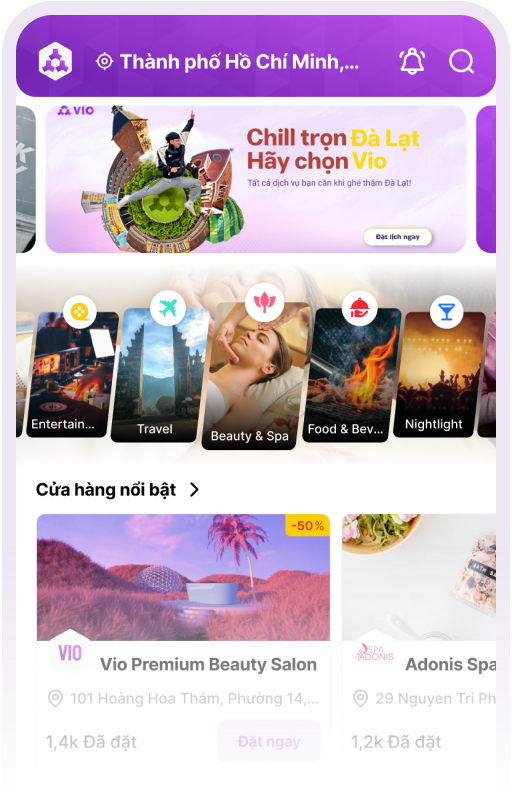 Thành phố Hồ Chí Minh,...
VIO
Chill trọn Đà Lạt
Hãy chọn Vio
Tất cả dịch vụ bạn cần khi ghé thăm Đà Lạt!
Đặt lịch ngay
Entertain...
Travel
Beauty & Spa
Food & Bev...
Nightlight
Cửa hàng nổi bật
-50%
VIO
Vio Premium Beauty Salon
101 Hoàng Hoa Thám, Phường 14,...
1,4k Đã đặt
Đặt ngay
BATH
SPA
ADONIS
Adonis Spa
29 Nguyen Tri Ph
1,2k Đã đặt